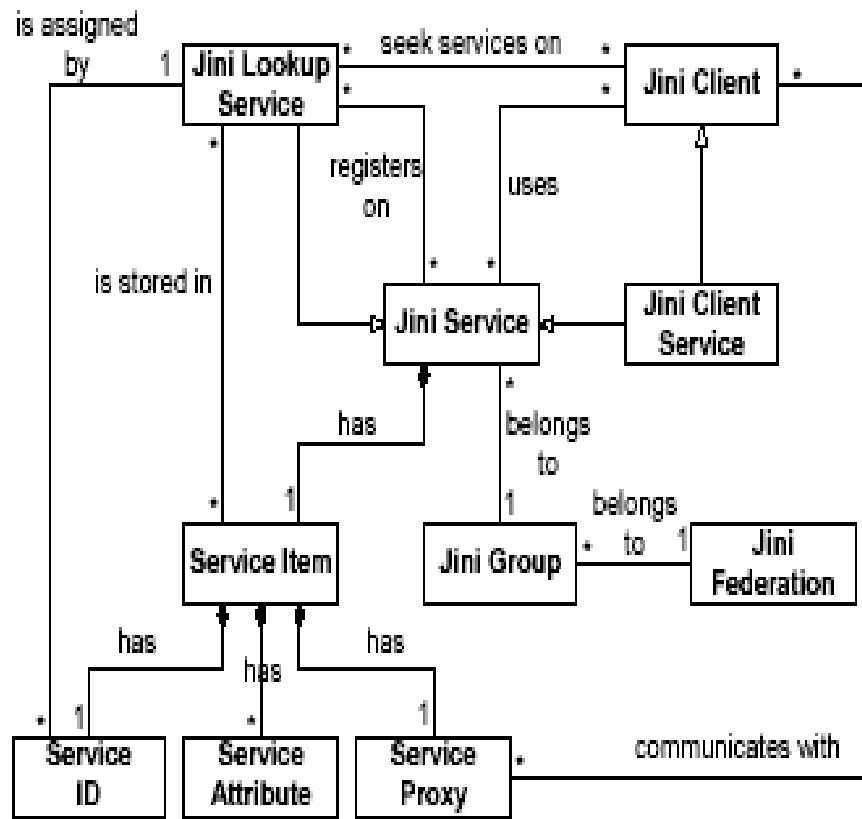 is assigned
by
1
Jini Lookup
Service
*
seek services on
*
Jini Client
*
*
*
*
registers
on
uses
is stored in
*
*
Jini Service
Jini Client
Service
has
*
belongs
to
*
1
1
belongs
to
*
1
Service Item
Jini Group
Jini
Federation
has
has
has
*
1
*
1
Service
ID
Service
Attribute
Service
Proxy
*
communicates with